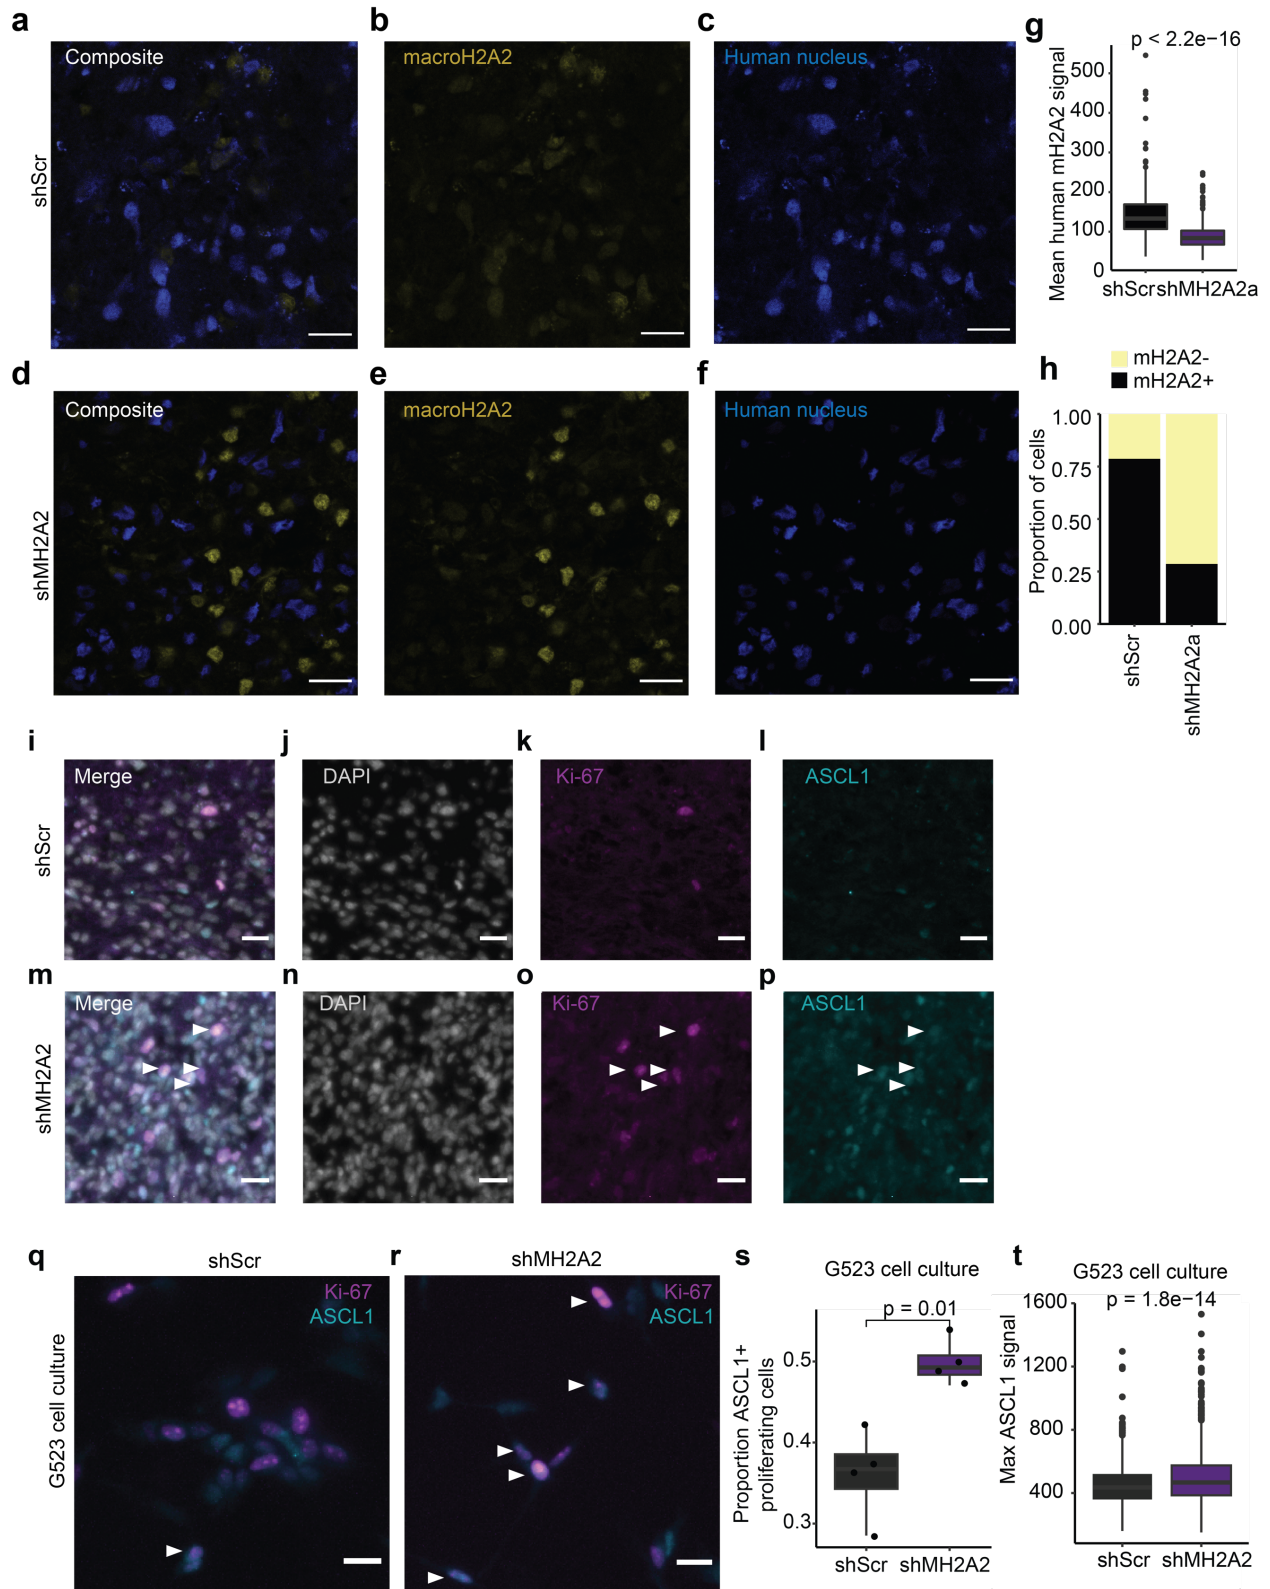 a
b
c
g
Composite
macroH2A2
Human nucleus
shScr
p < 2.2e−16
Mean human mH2A2 signal
500
400
300
200
100
0
shScr
shMH2A2a
d
e
f
h
Composite
macroH2A2
Human nucleus
shMH2A2
mH2A2-
mH2A2+
Proportion of cells
1.00
0.75
0.50
0.25
0.00
shScr
shMH2A2a
i
j
k
l
Merge
DAPI
Ki-67
ASCL1
shScr
m
n
o
p
Merge
DAPI
Ki-67
ASCL1
shMH2A2
q
shScr
r
shMH2A2
s
t
G523 cell culture
Ki-67
ASCL1
Ki-67
ASCL1
G523 cell culture
p = 0.01
Proportion ASCL1+
proliferating cells
0.5
0.4
0.3
shScr
shMH2A2
G523 cell culture
p = 1.8e−14
Max ASCL1 signal
1600
1200
800
400
shScr
shMH2A2